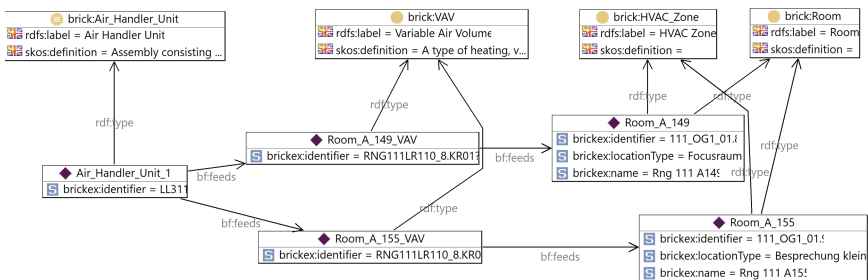 brick:Air_Handler_Unit
rdfs:label = Air Handler Unit
skos:definition = Assembly consisting ...
brick:VAV
rdfs:label = Variable Air Volume
skos:definition = A type of heating, v...
brick:HVAC_Zone
rdfs:label = HVAC Zone
skos:definition =
brick:Room
rdfs:label = Room
skos:definition =
rdf:type
rdf:type
rdf:type
rdf:type
rdf:type
rdf:type
rdf:type
Room_A_149
brickex:identifier = 111_OG1_01.
brickex:locationType = Focusraum
brickex:name = Rng 111 A149
Room_A_149_VAV
brickex:identifier = RNG111LR110_8.KR01
bf:feeds
Air_Handler_Unit_1
brickex:identifier = LL311
bf:feeds
bf:feeds
Room_A_155_VAV
brickex:identifier = RNG111LR110_8.KR0
bf:feeds
Room_A_155
brickex:identifier = 111_OG1_01.
brickex:locationType = Besprechung klein
brickex:name = Rng 111 A155